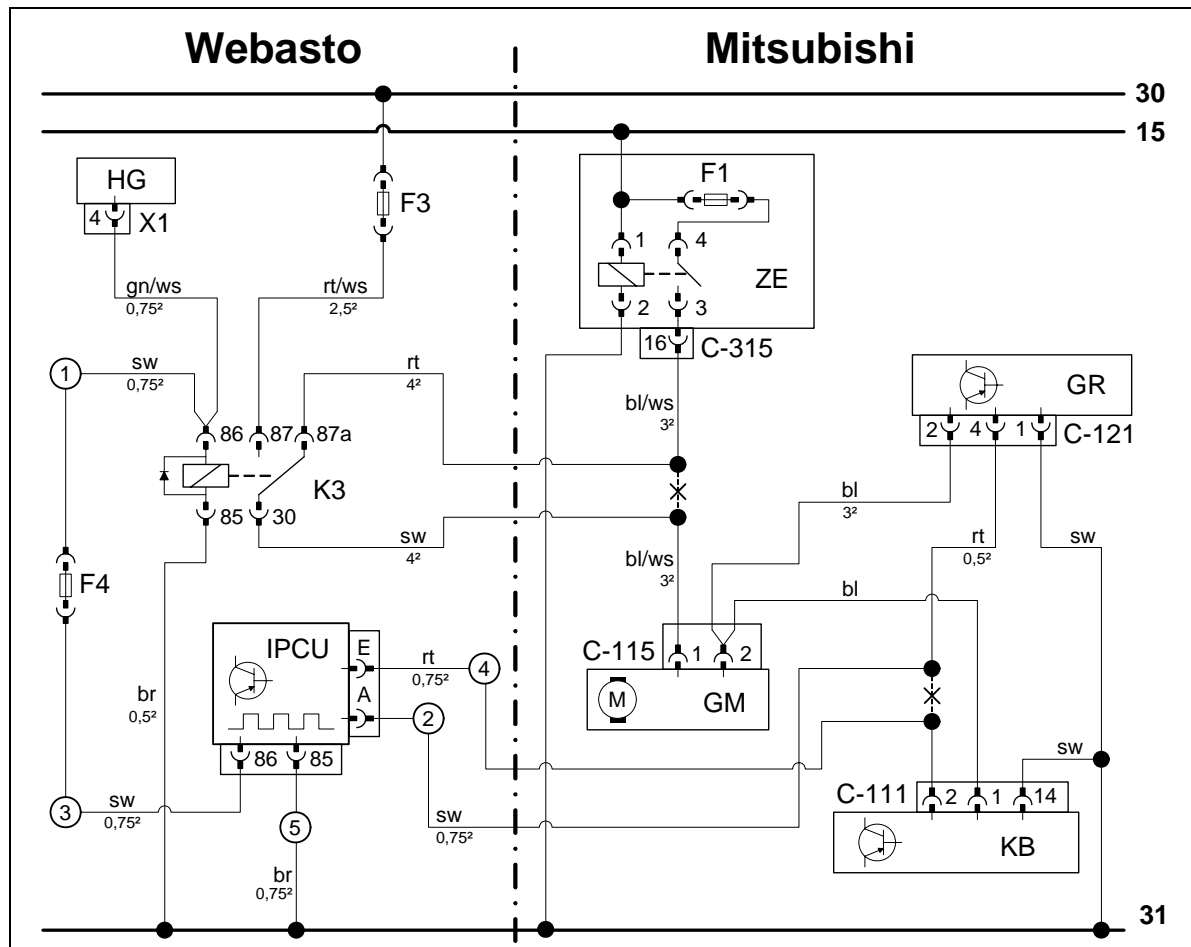 Webasto
Mitsubishi
30
15
HG
4
X1
F3
F1
1
4
ZE
2
3
16
C-315
gn/ws
0,75²
rt/ws
2,5²
1
sw
0,75²
rt
4²
bl/ws
3²
GR
2
4
1
C-121
86
87
87a
K3
85
30
sw
4²
bl
3²
rt
0,5²
sw
bl/ws
3²
bl
F4
IPCU
E
A
rt
0,75²
4
2
C-115
1
2
M
GM
br
0,5²
86
85
sw
3
sw
0,75²
5
sw
0,75²
C-111
2
1
14
KB
br
0,75²
31